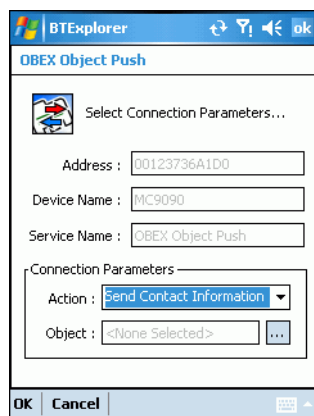 BTExplorer ok
OBEX Object Push
Select Connection Parameters...
Address : 00123736A1D0
Device Name : MC9090
Service Name : OBEX Object Push
Connection Parameters
Action : Send Contact Information
Object : <None Selected> ...
OK Cancel